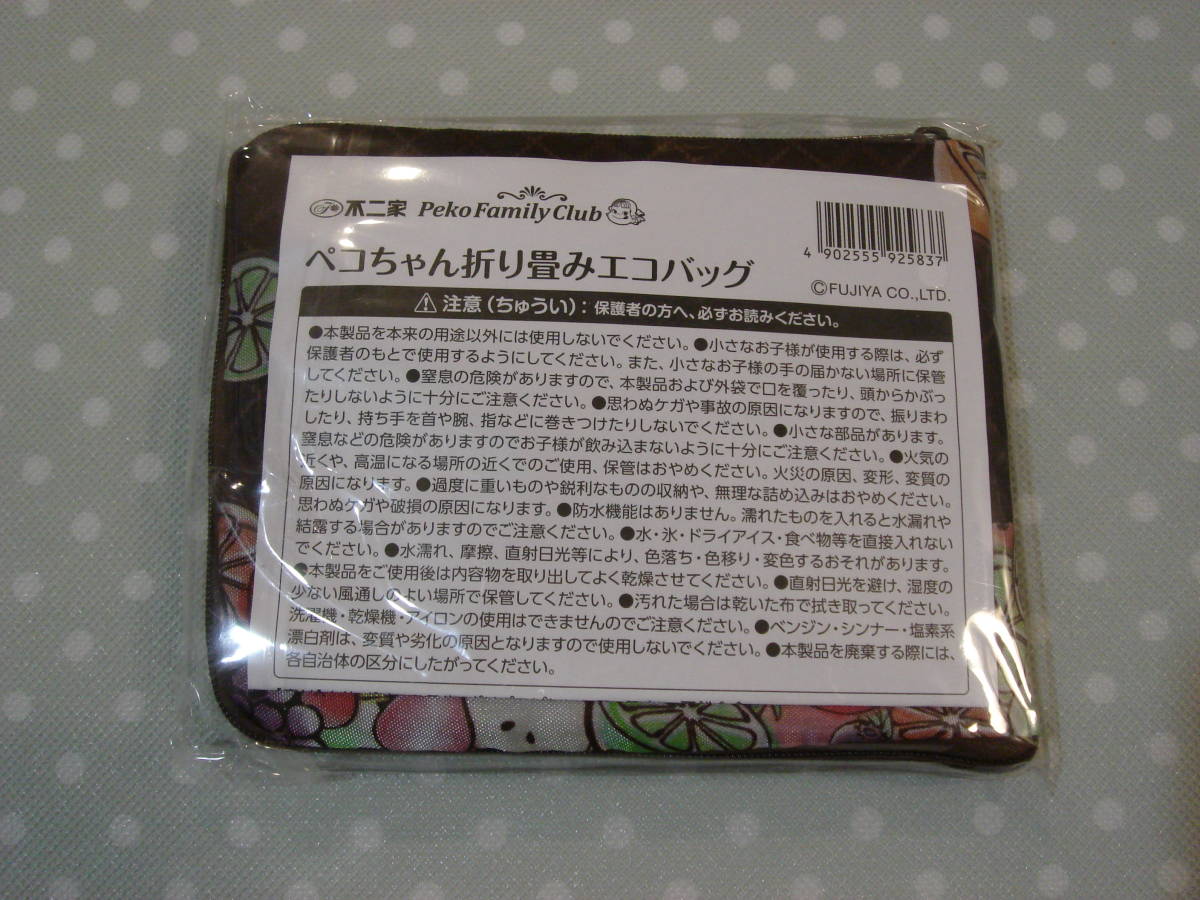 不二家 Peko Family Club
4 902555 925837
ペコちゃん折り畳みエコバッグ
©FUJIYA CO.,LTD.
注意（ちゅうい）：保護者の方へ、必ずお読みください。
●本製品を本来の用途以外には使用しないでください。●小さなお子様が使用する際は、必ず
保護者のもとで使用するようにしてください。また、小さなお子様の手の届かない場所に保管
してください。●窒息の危険がありますので、本製品および外袋で口を覆ったり、頭からかぶっ
たりしないように十分にご注意ください。●思わぬケガや事故の原因になりますので、振りまわ
したり、持ち手を首や腕、指などに巻きつけたりしないでください。●小さな部品があります。
窒息などの危険がありますのでお子様が飲み込まないように十分にご注意ください。●火気の
近くや、高温になる場所の近くでのご使用、保管はおやめください。火災の原因、変形、変質の
原因になります。●過度に重いものや鋭利なものの収納や、無理な詰め込みはおやめください。
思わぬケガや破損の原因になります。●防水機能はありません。濡れたものを入れると水漏れや
結露する場合がありますのでご注意ください。●水・氷・ドライアイス・食べ物等を直接入れない
でください。●水濡れ、摩擦、直射日光等により、色落ち・色移り・変色するおそれがあります。
●本製品をご使用後は内容物を取り出してよく乾燥させてください。●直射日光を避け、湿度の
少ない風通しのよい場所で保管してください。●汚れた場合は乾いた布で拭き取ってください。
洗濯機・乾燥機・アイロンの使用はできませんのでご注意ください。●ベンジン・シンナー・塩素系
漂白剤は、変質や劣化の原因となりますので使用しないでください。●本製品を廃棄する際には、
各自治体の区分にしたがってください。